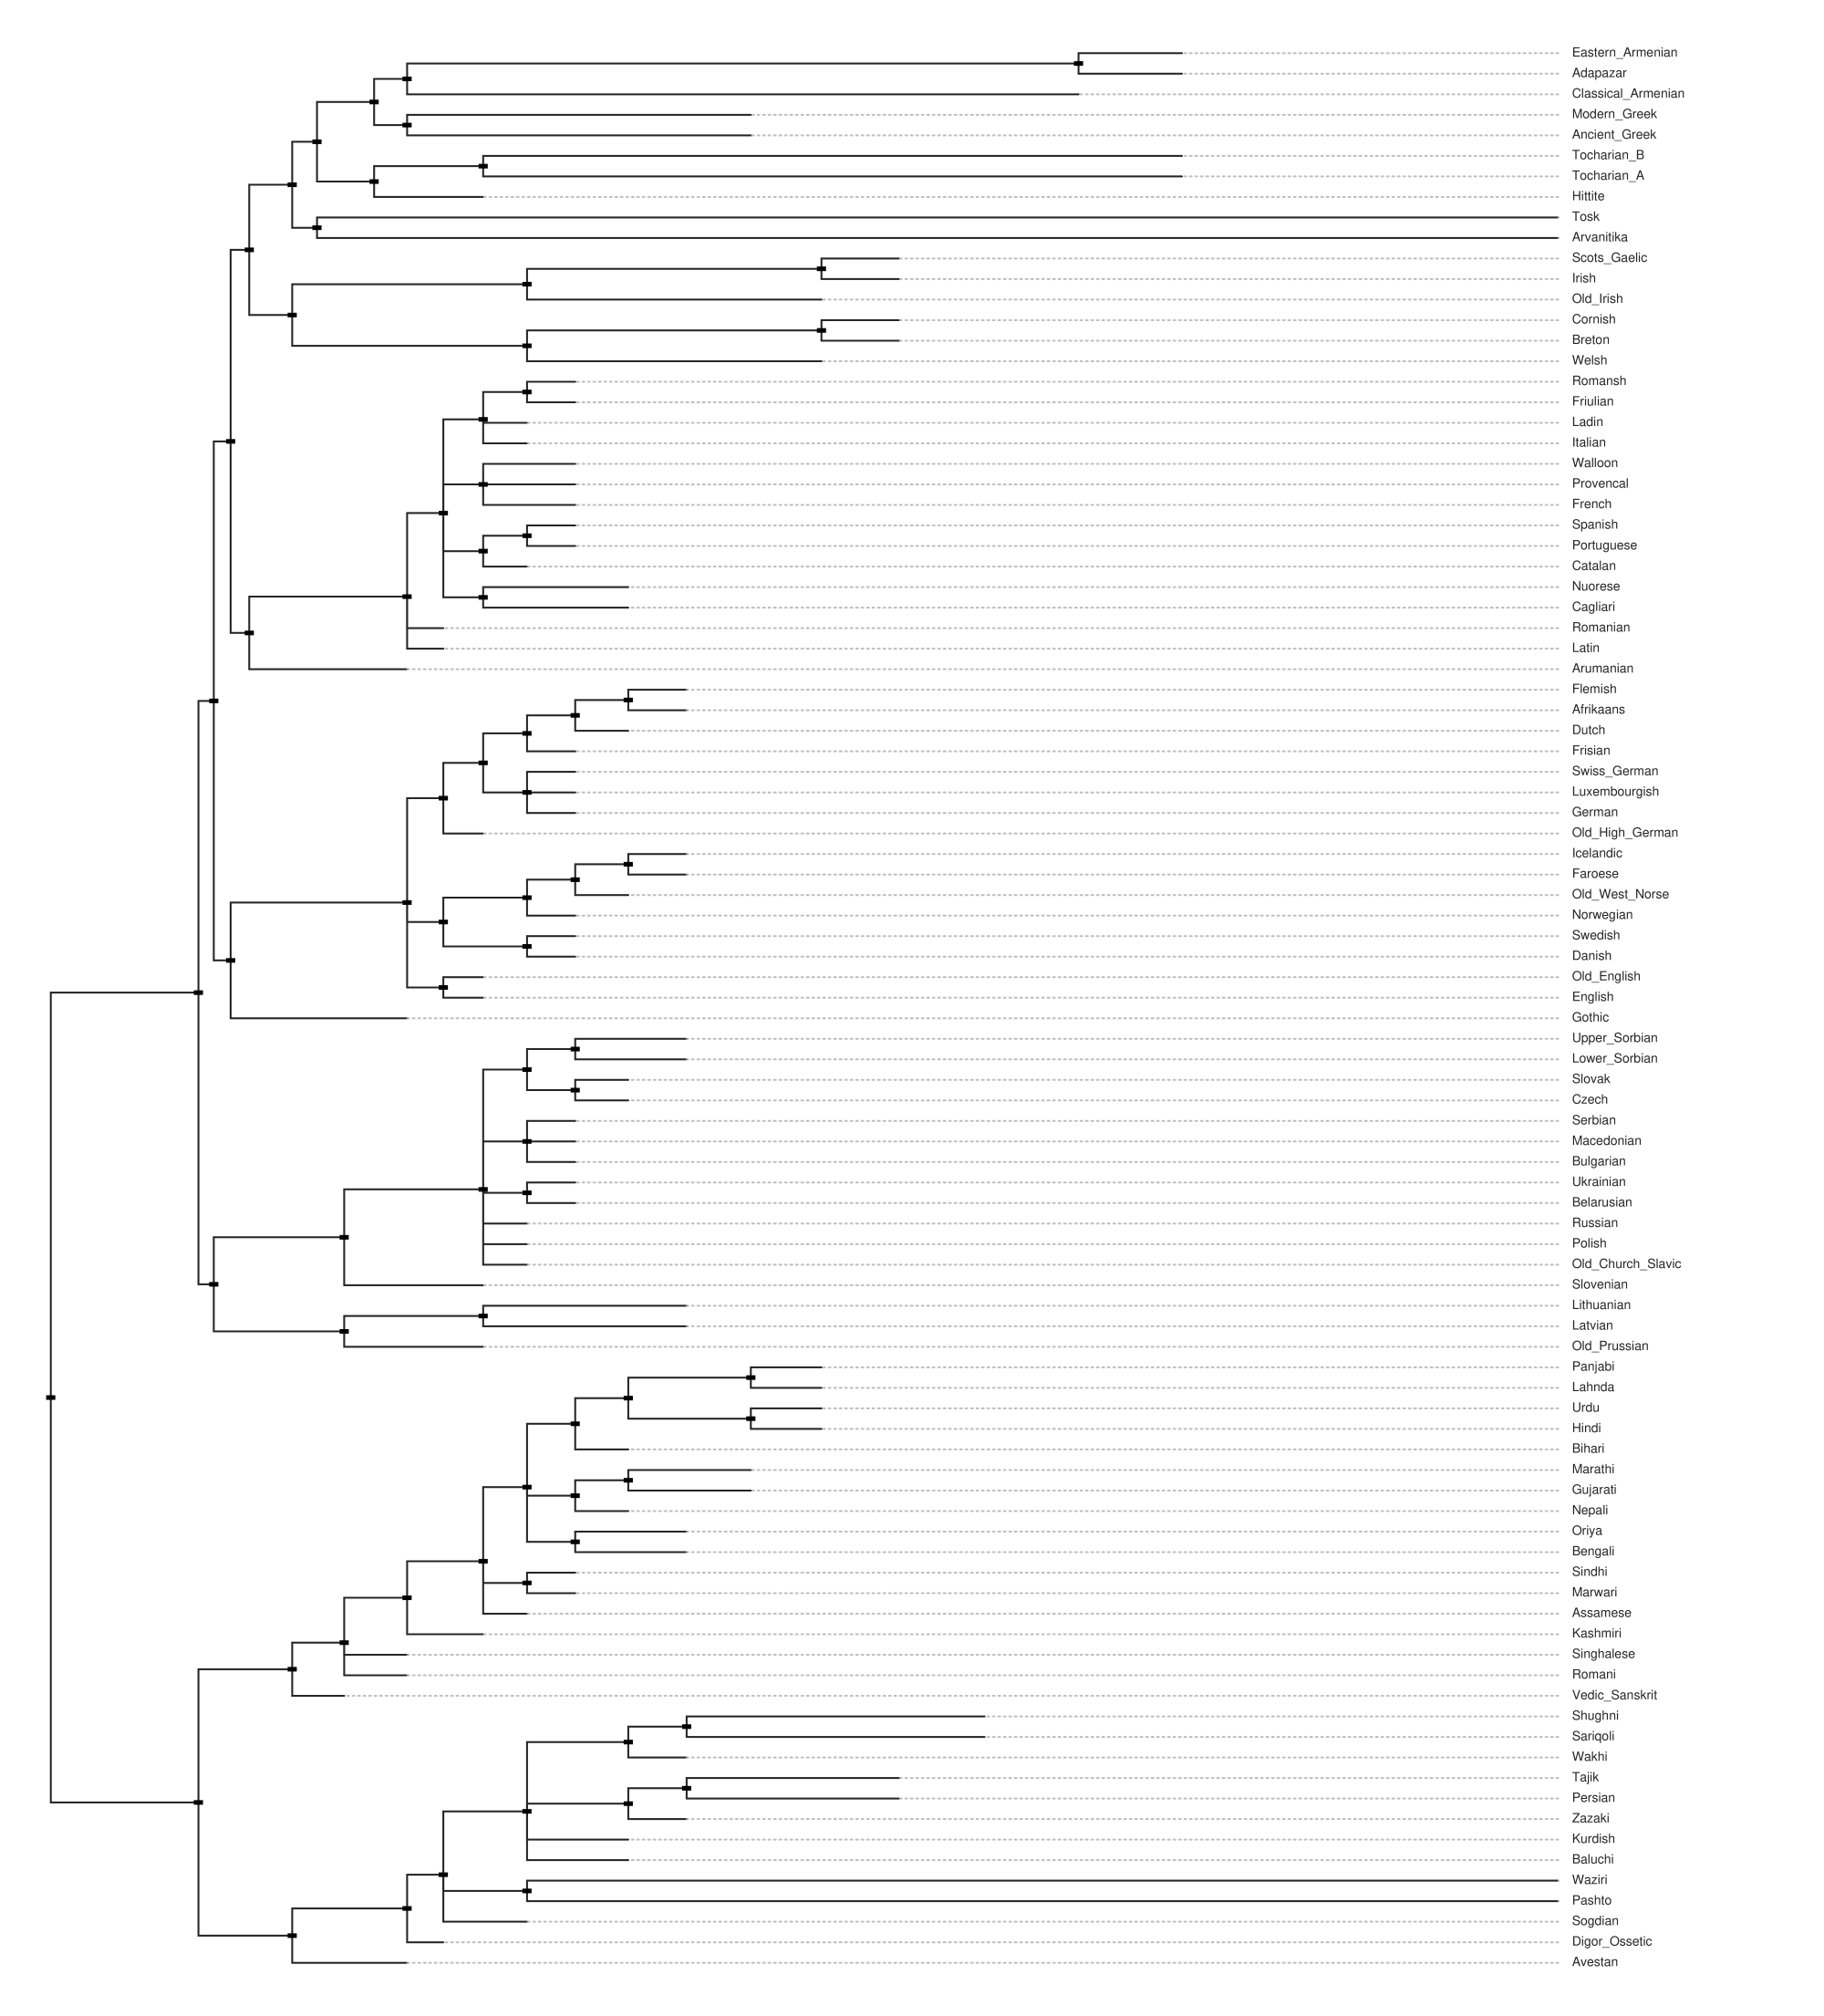 Eastern_Armenian
Adapazar
Classical_Armenian
Modern_Greek
Ancient_Greek
Tocharian_B
Tocharian_A
Hittite
Tosk
Arvanitika
Scots_Gaelic
Irish
Old_Irish
Cornish
Breton
Welsh
Romansh
Friulian
Ladin
Italian
Walloon
Provencal
French
Spanish
Portuguese
Catalan
Nuorese
Cagliari
Romanian
Latin
Arumanian
Flemish
Afrikaans
Dutch
Frisian
Swiss_German
Luxembourgish
German
Old_High_German
Icelandic
Faroese
Old_West_Norse
Norwegian
Swedish
Danish
Old_English
English
Gothic
Upper_Sorbian
Lower_Sorbian
Slovak
Czech
Serbian
Macedonian
Bulgarian
Ukrainian
Belarusian
Russian
Polish
Old_Church_Slavic
Slovenian
Lithuanian
Latvian
Old_Prussian
Panjabi
Lahnda
Urdu
Hindi
Bihari
Marathi
Gujarati
Nepali
Oriya
Bengali
Sindhi
Marwari
Assamese
Kashmiri
Singhalese
Romani
Vedic_Sanskrit
Shughni
Sariqoli
Wakhi
Tajik
Persian
Zazaki
Kurdish
Baluchi
Waziri
Pashto
Sogdian
Digor_Ossetic
Avestan